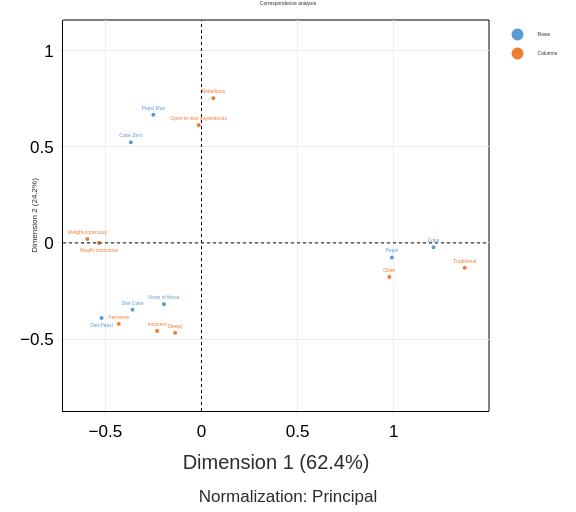 Correspondence analysis
Rows
Columns
1
0.5
0
−0.5
Dimension 2 (24.2%)
Rebellious
Pepsi Max
Open to new experiences
Coke Zero
Weight-conscious
Health-conscious
Coke
Pepsi
Traditional
Older
None of these
Diet Coke
Feminine
Diet Pepsi
Innocent
Sleepy
−0.5
0
0.5
1
Dimension 1 (62.4%)
Normalization: Principal